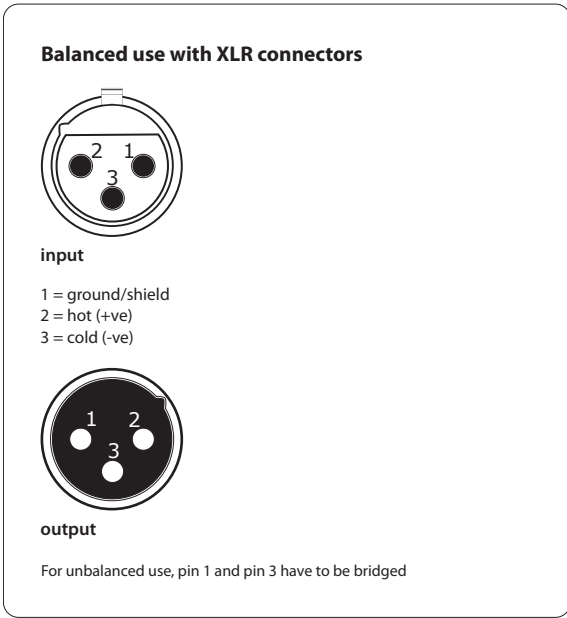 Balanced use with XLR connectors
2 1
3
input
1 = ground/shield
2 = hot (+ve)
3 = cold (-ve)
1 2
3
output
For unbalanced use, pin 1 and pin 3 have to be bridged